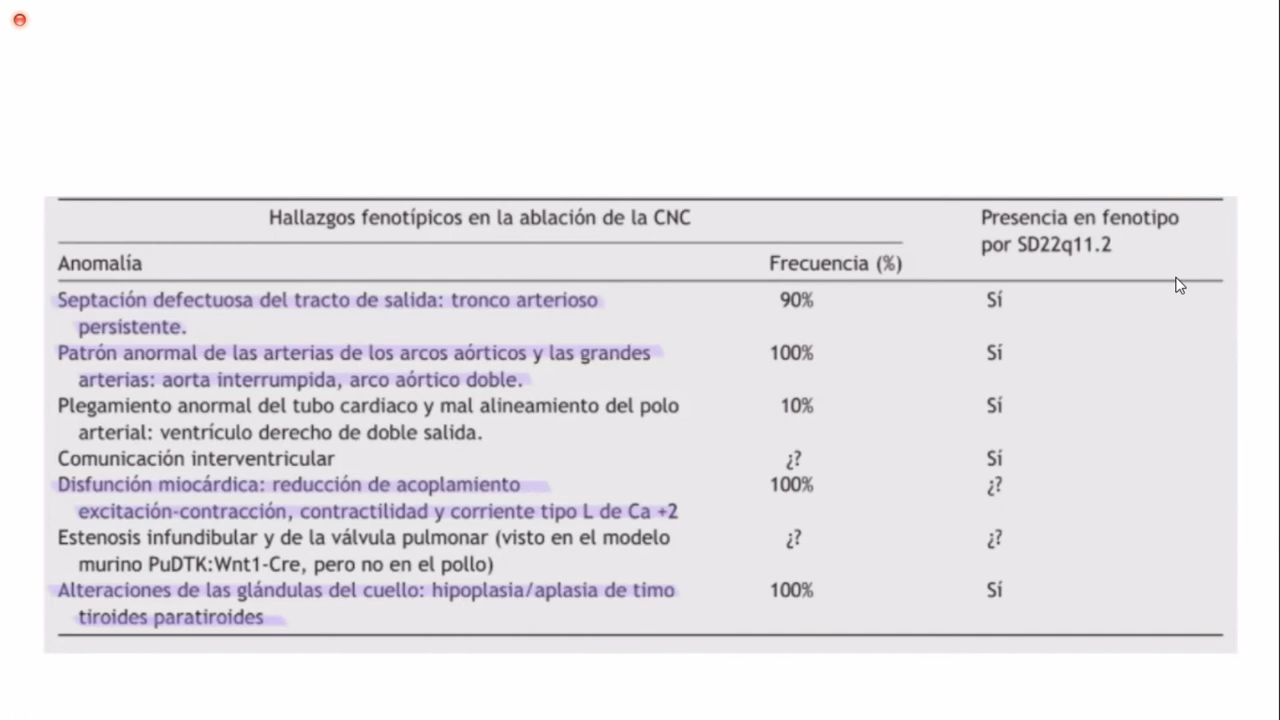 Hallazgos fenotípicos en la ablación de la CNC
Presencia en fenotipo
por SD22q11.2
Anomalía Frecuencia (%)
Septación defectuosa del tracto de salida: tronco arterioso 90% Sí
persistente.
Patrón anormal de las arterias de los arcos aórticos y las grandes 100% Sí
arterias: aorta interrumpida, arco aórtico doble.
Plegamiento anormal del tubo cardiaco y mal alineamiento del polo 10% Sí
arterial: ventrículo derecho de doble salida.
Comunicación interventricular ¿? Sí
Disfunción miocárdica: reducción de acoplamiento 100% ¿?
excitación-contracción, contractilidad y corriente tipo L de Ca +2
Estenosis infundibular y de la válvula pulmonar (visto en el modelo ¿? ¿?
murino PuDTK:Wnt1-Cre, pero no en el pollo)
Alteraciones de las glándulas del cuello: hipoplasia/aplasia de timo 100% Sí
tiroides paratiroides